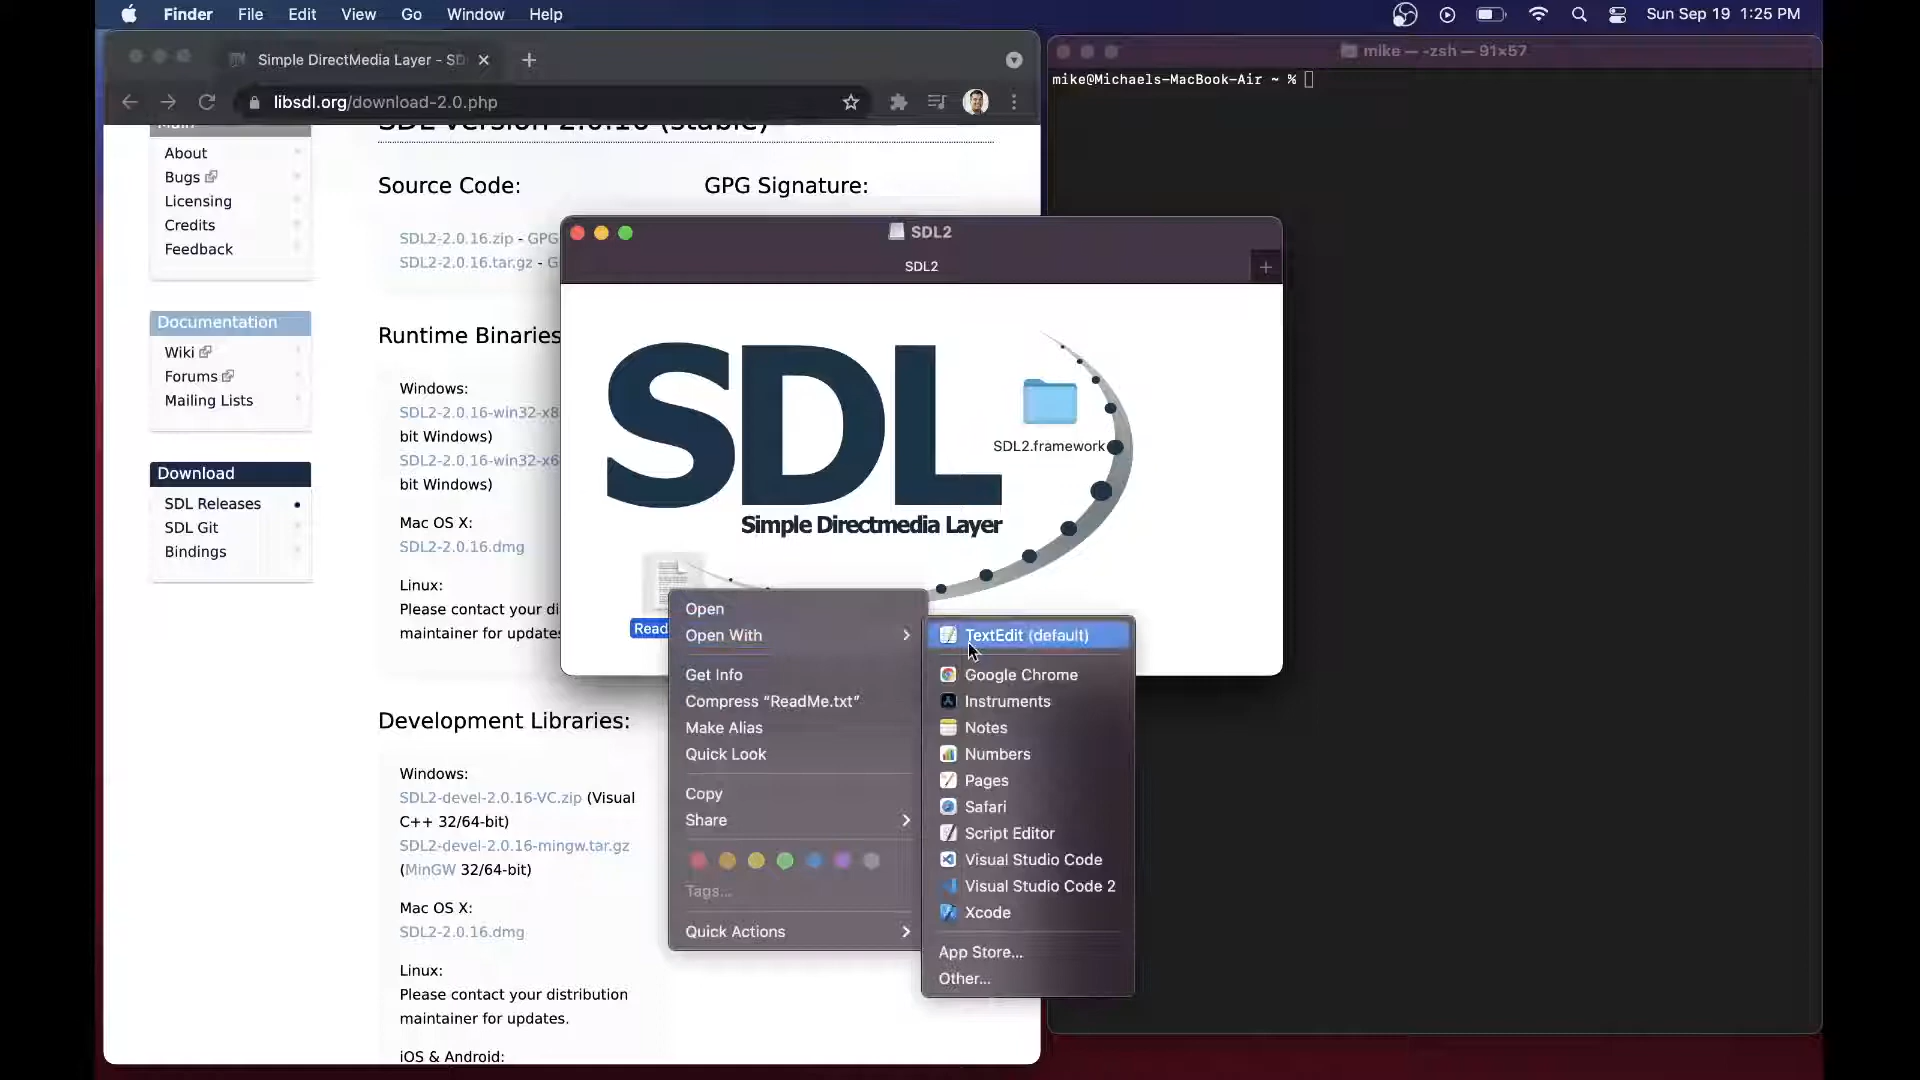 Finder File Edit View Go Window Help
Sun Sep 19 1:25 PM
Simple DirectMedia Layer - SD
libsdl.org/download-2.0.php
mike — -zsh — 91×57
mike@Michaels-MacBook-Air ~ %
Main
About
Bugs
Licensing
Credits
Feedback
Documentation
Wiki
Forums
Mailing Lists
Download
SDL Releases
SDL Git
Bindings
SDL version 2.0.16 (stable)
Source Code:
GPG Signature:
SDL2-2.0.16.zip - GPG
SDL2-2.0.16.tar.gz - G
Runtime Binaries
Windows:
SDL2-2.0.16-win32-x8
bit Windows)
SDL2-2.0.16-win32-x6
bit Windows)
Mac OS X:
SDL2-2.0.16.dmg
Linux:
Please contact your di
maintainer for updates
Development Libraries:
Windows:
SDL2-devel-2.0.16-VC.zip (Visual
C++ 32/64-bit)
SDL2-devel-2.0.16-mingw.tar.gz
(MinGW 32/64-bit)
Mac OS X:
SDL2-2.0.16.dmg
Linux:
Please contact your distribution
maintainer for updates.
iOS & Android:
SDL2
SDL2
SDL
Simple Directmedia Layer
SDL2.framework
Read
Open
Open With
Get Info
Compress “ReadMe.txt”
Make Alias
Quick Look
Copy
Share
Tags...
Quick Actions
TextEdit (default)
Google Chrome
Instruments
Notes
Numbers
Pages
Safari
Script Editor
Visual Studio Code
Visual Studio Code 2
Xcode
App Store...
Other...